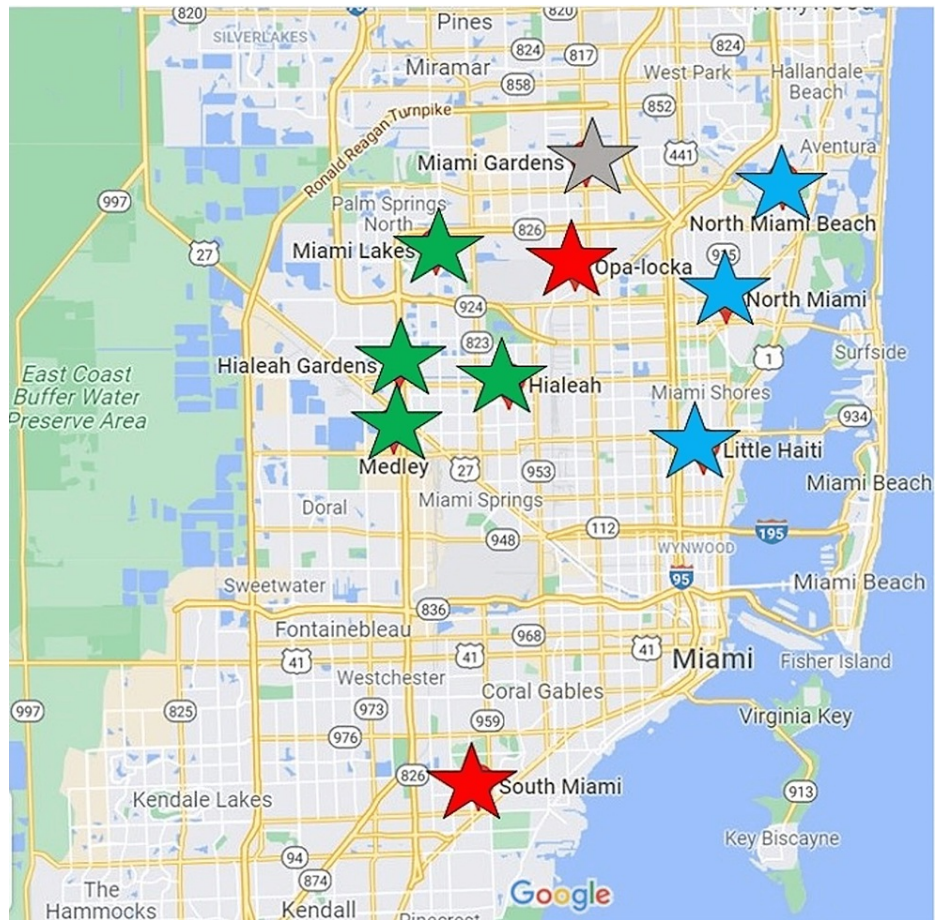 820
820
Hollywood
Pines
SILVERLAKES
824
817
824
Miramar
West Park
Hallandale
Beach
858
852
Ronald Reagan Turnpike
Aventura
441
Miami Gardens
997
Palm Springs
North
North Miami Beach
826
27
Miami Lakes
Opa-locka
North Miami
924
823
Surfside
1
Hialeah Gardens
Hialeah
East Coast
Buffer Water
Preserve Area
Miami Shores
934
Little Haiti
Medley
27
953
Miami Beach
Miami Springs
Doral
112
195
948
WYNWOOD
95
Sweetwater
Miami Beach
836
Fontainebleau
968
41
41
41
Miami
Fisher Island
Westchester
Coral Gables
997
825
973
959
Virginia Key
976
826
South Miami
913
Kendale Lakes
Key Biscayne
94
874
The
Hammocks
Kendall
Google
Pinecrest